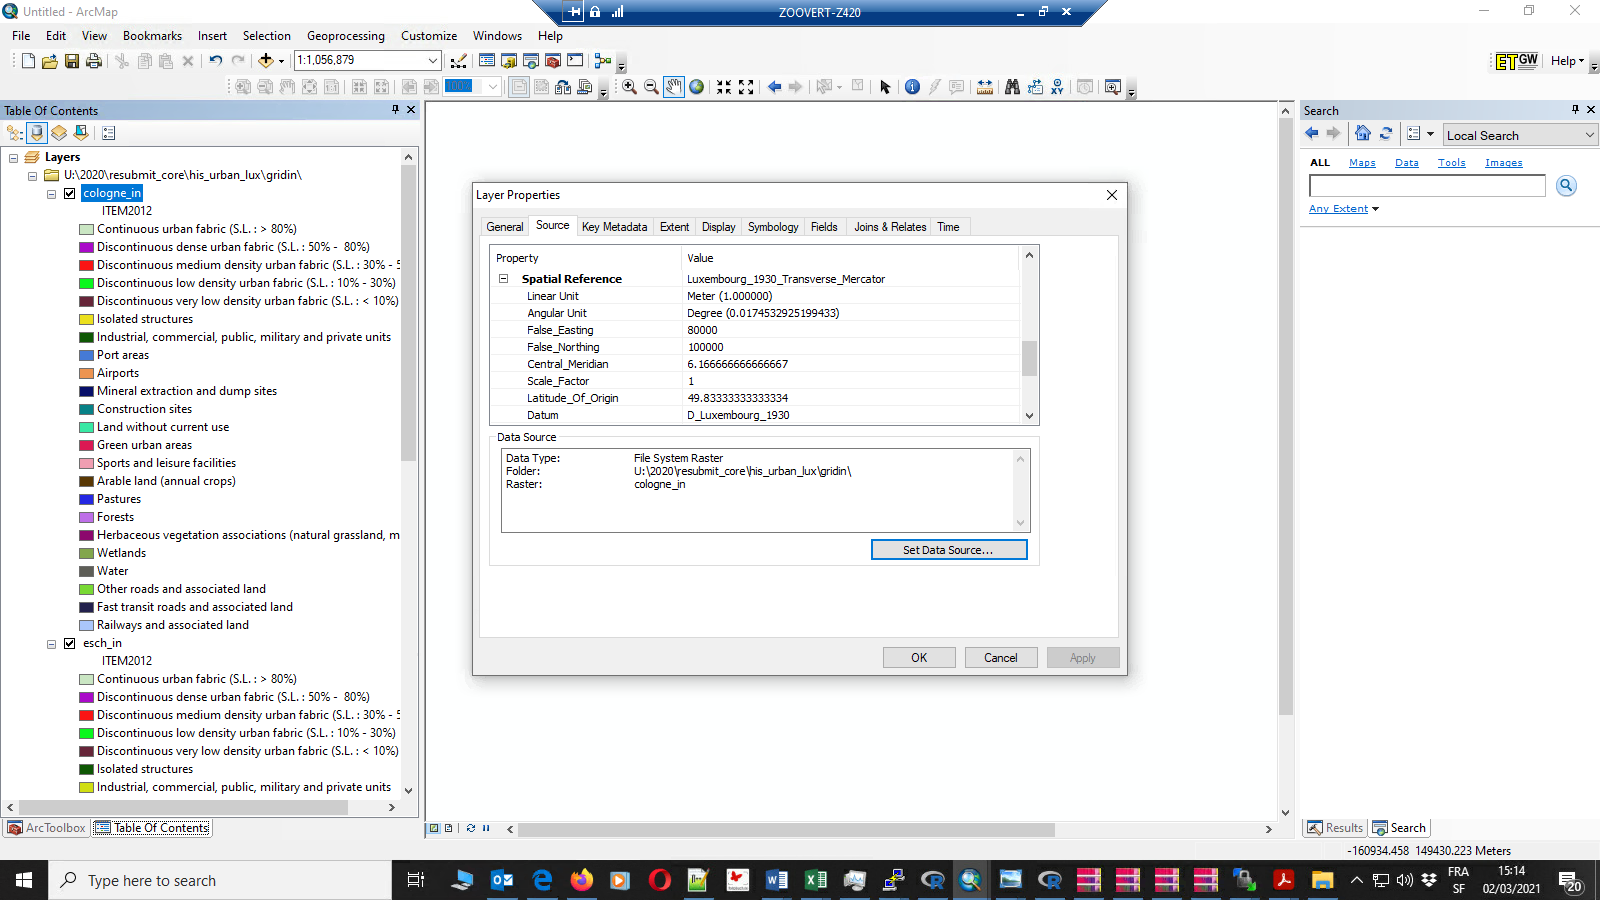 Untitled - ArcMap
ZOOVERT-Z420
File Edit View Bookmarks Insert Selection Geoprocessing Customize Windows Help
1:1,056,879
ET GW Help
100%
Table Of Contents
Layers
U:\2020\resubmit_core\his_urban_lux\gridin\
cologne_in
ITEM2012
Continuous urban fabric (S.L. : > 80%)
Discontinuous dense urban fabric (S.L. : 50% - 80%)
Discontinuous medium density urban fabric (S.L. : 30% - 5
Discontinuous low density urban fabric (S.L. : 10% - 30%)
Discontinuous very low density urban fabric (S.L. : < 10%)
Isolated structures
Industrial, commercial, public, military and private units
Port areas
Airports
Mineral extraction and dump sites
Construction sites
Land without current use
Green urban areas
Sports and leisure facilities
Arable land (annual crops)
Pastures
Forests
Herbaceous vegetation associations (natural grassland, m
Wetlands
Water
Other roads and associated land
Fast transit roads and associated land
Railways and associated land
esch_in
ITEM2012
Continuous urban fabric (S.L. : > 80%)
Discontinuous dense urban fabric (S.L. : 50% - 80%)
Discontinuous medium density urban fabric (S.L. : 30% - 5
Discontinuous low density urban fabric (S.L. : 10% - 30%)
Discontinuous very low density urban fabric (S.L. : < 10%)
Isolated structures
Industrial, commercial, public, military and private units
ArcToolbox Table Of Contents
Layer Properties
General Source Key Metadata Extent Display Symbology Fields Joins & Relates Time
Property Value
Spatial Reference Luxembourg_1930_Transverse_Mercator
Linear Unit Meter (1.000000)
Angular Unit Degree (0.0174532925199433)
False_Easting 80000
False_Northing 100000
Central_Meridian 6.166666666666667
Scale_Factor 1
Latitude_Of_Origin 49.83333333333334
Datum D_Luxembourg_1930
Data Source
Data Type: File System Raster
Folder: U:\2020\resubmit_core\his_urban_lux\gridin\
Raster: cologne_in
Set Data Source...
OK Cancel Apply
Search
Local Search
ALL Maps Data Tools Images
Any Extent
Results Search
-160934.458 149430.223 Meters
Type here to search
FRA
SF
15:14
02/03/2021
20